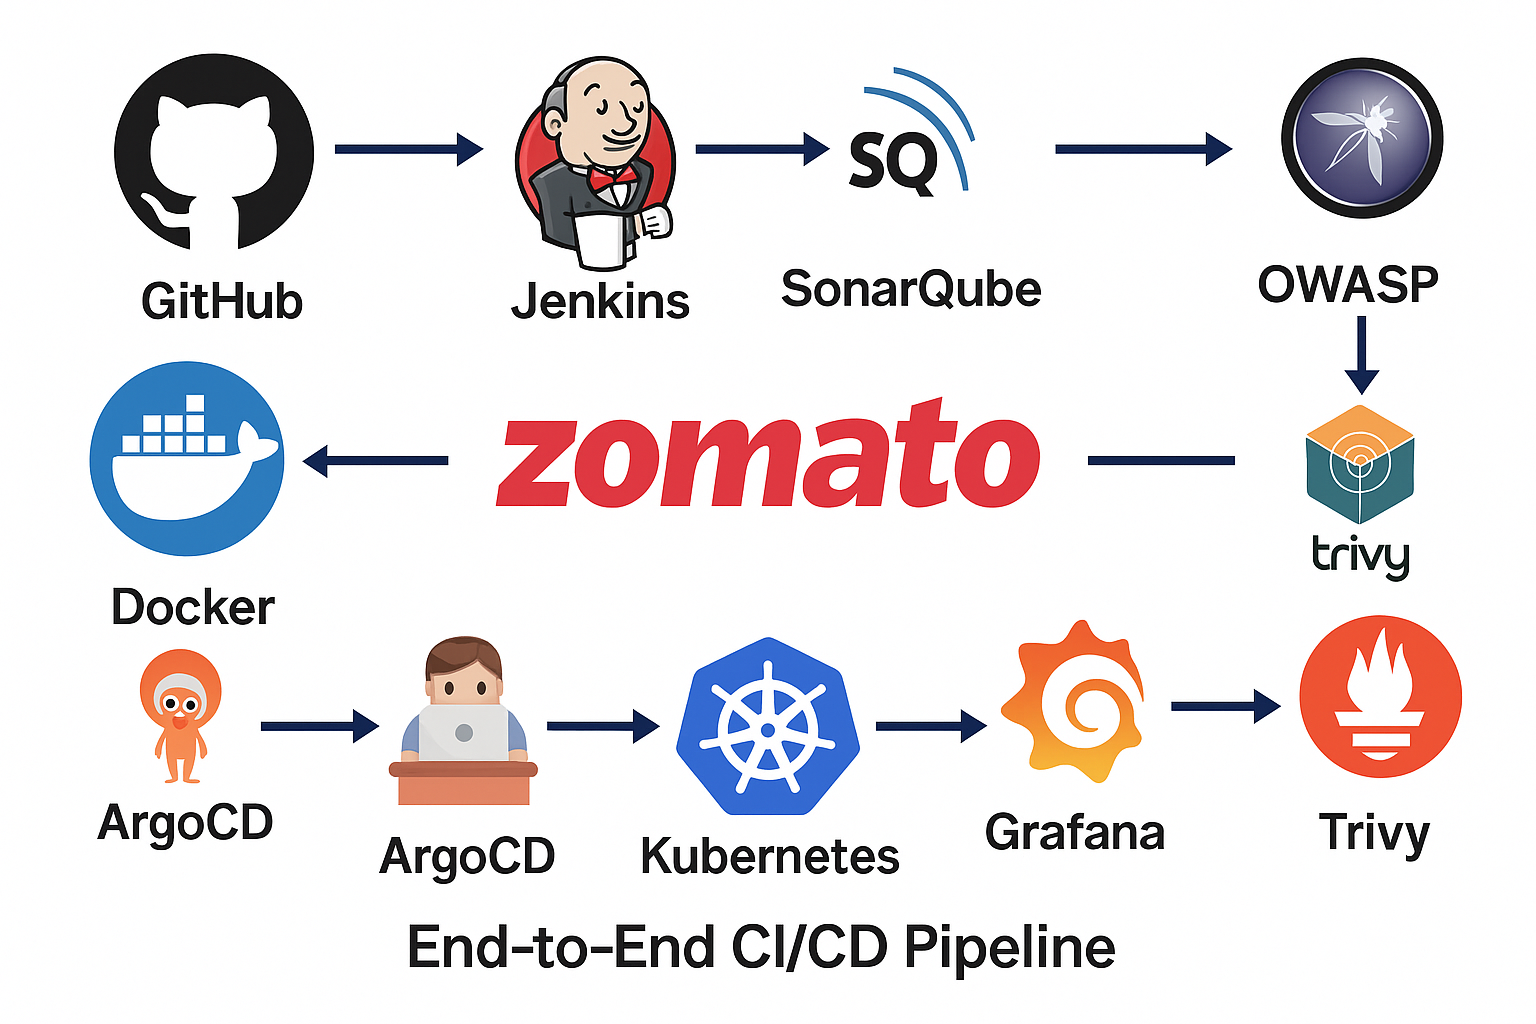 GitHub
Jenkins
SQ
SonarQube
OWASP
zomato
trivy
Docker
ArgoCD
ArgoCD
Kubernetes
Grafana
Trivy
End-to-End CI/CD Pipeline